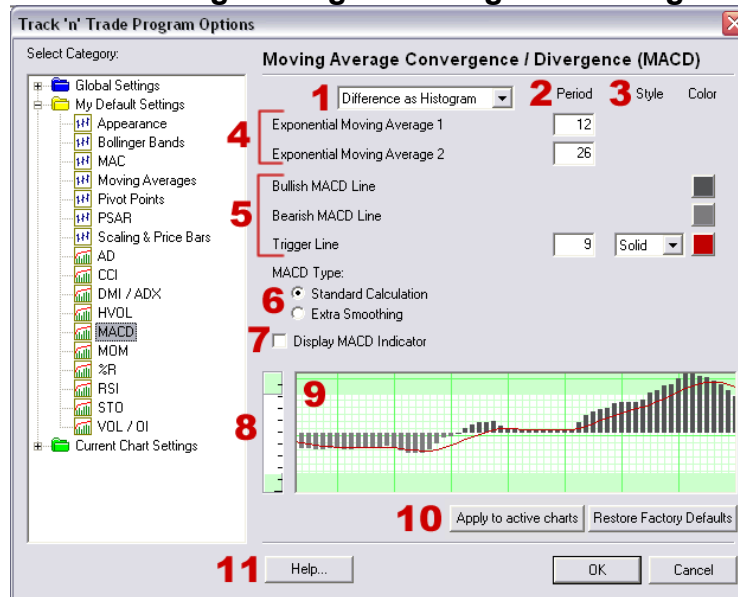 Track 'n' Trade Program Options
Select Category:
Moving Average Convergence / Divergence (MACD)
Global Settings
My Default Settings
Appearance
Bollinger Bands
MAC
Moving Averages
Pivot Points
PSAR
Scaling & Price Bars
AD
CCI
DMI / ADX
HVOL
MACD
MOM
%R
RSI
STO
VOL / OI
Current Chart Settings
1 Difference as Histogram 2 Period 3 Style Color
4
Exponential Moving Average 1 12
Exponential Moving Average 2 26
5
Bullish MACD Line
Bearish MACD Line
Trigger Line 9 Solid
MACD Type:
6 Standard Calculation
Extra Smoothing
7 Display MACD Indicator
8 9
10 Apply to active charts Restore Factory Defaults
11 Help... OK Cancel